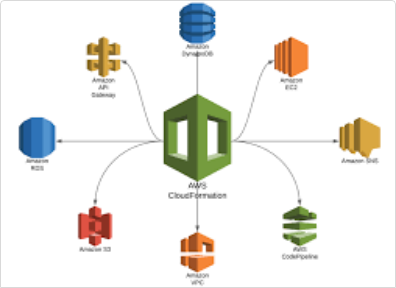 Amazon
DynamoDB
Amazon
API
Gateway
Amazon
EC2
Amazon
RDS
AWS
CloudFormation
Amazon SNS
Amazon S3
AWS
CodePipeline
Amazon
VPC